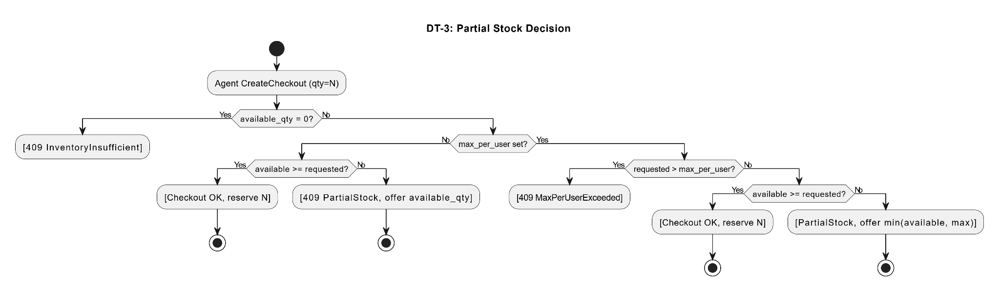 DT-3: Partial Stock Decision
Agent CreateCheckout (qty=N)
Yes
available_qty = 0?
No
[409 InventoryInsufficient]
No
max_per_user set?
Yes
Yes
available >= requested?
No
Yes
requested > max_per_user?
No
[Checkout OK, reserve N]
[409 PartialStock, offer available_qty]
[409 MaxPerUserExceeded]
Yes
available >= requested?
No
[Checkout OK, reserve N]
[PartialStock, offer min(available, max)]